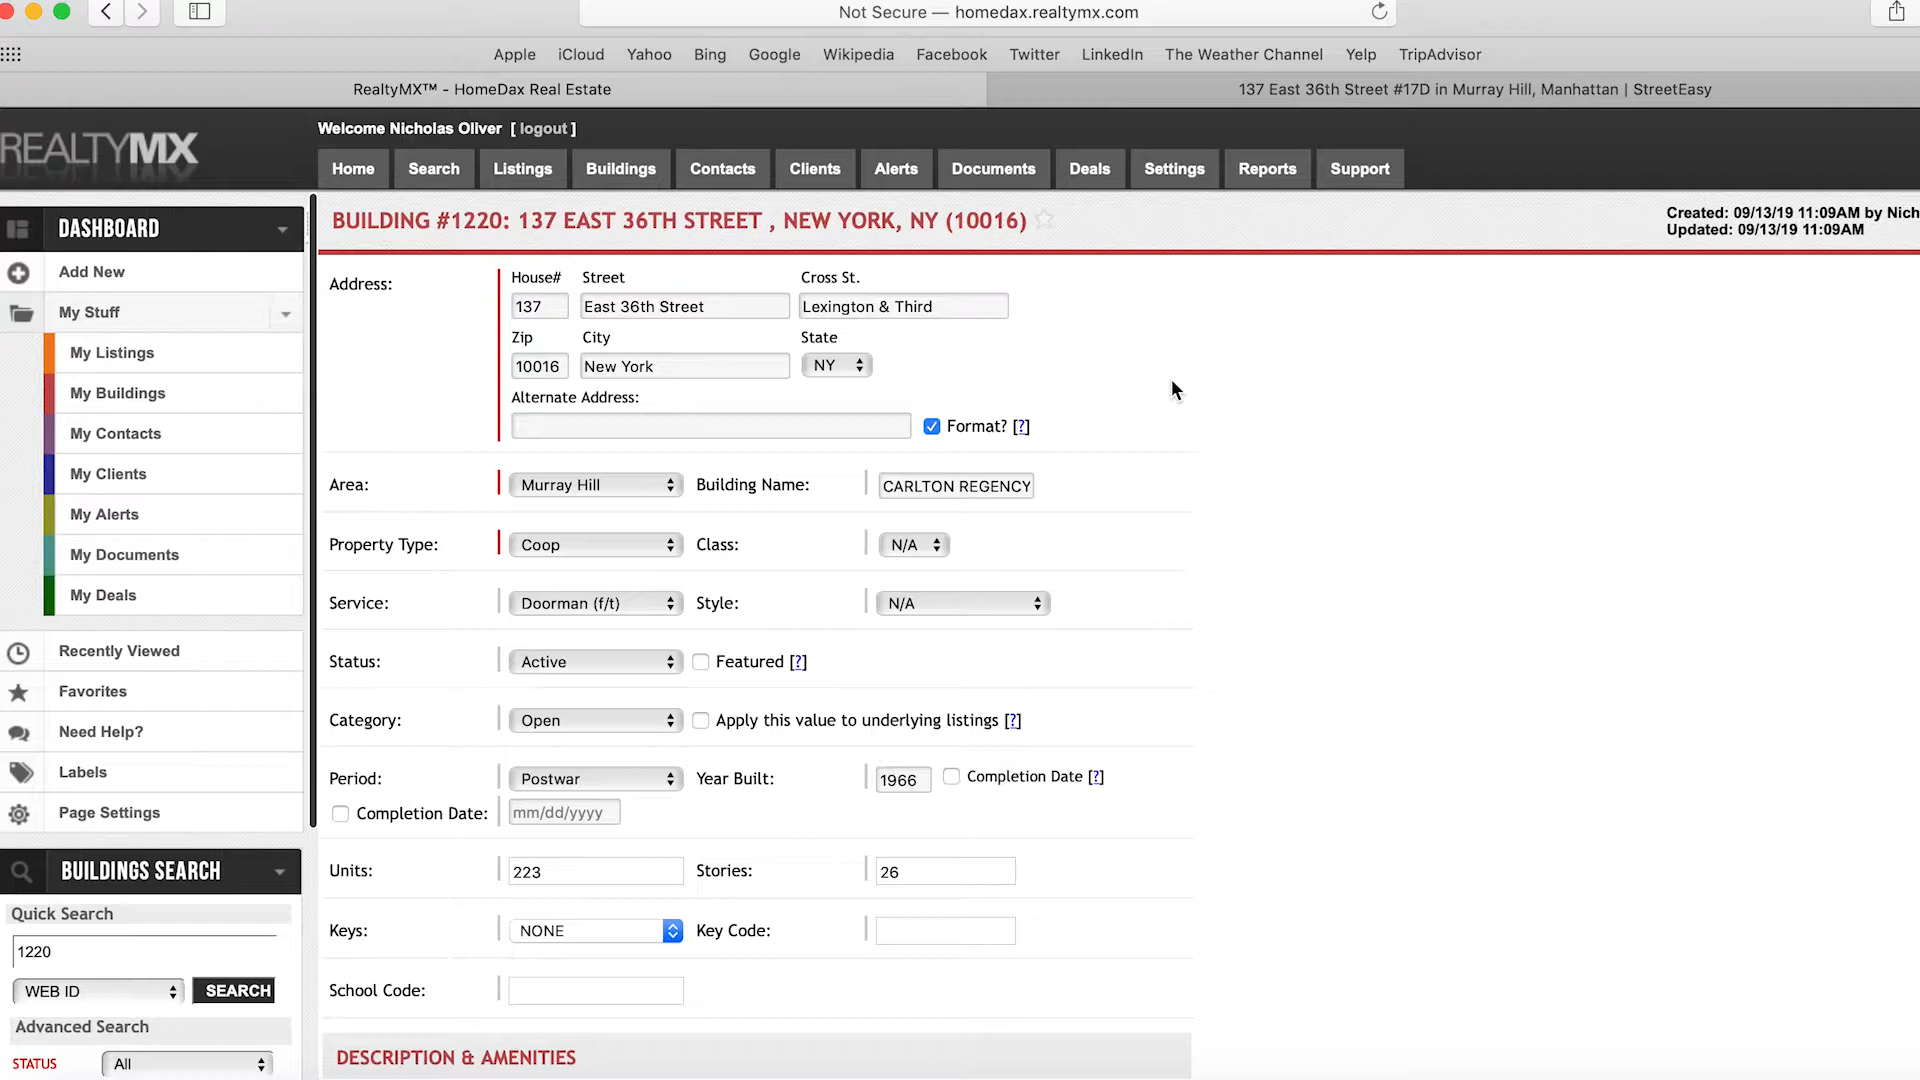 Not Secure — homedax.realtymx.com
Apple iCloud Yahoo Bing Google Wikipedia Facebook Twitter LinkedIn The Weather Channel Yelp TripAdvisor
RealtyMX™ - HomeDax Real Estate
137 East 36th Street #17D in Murray Hill, Manhattan | StreetEasy
REALTYMX
Welcome Nicholas Oliver [ logout ]
Home Search Listings Buildings Contacts Clients Alerts Documents Deals Settings Reports Support
DASHBOARD
Add New
My Stuff
My Listings
My Buildings
My Contacts
My Clients
My Alerts
My Documents
My Deals
Recently Viewed
Favorites
Need Help?
Labels
Page Settings
BUILDINGS SEARCH
Quick Search
1220
WEB ID SEARCH
Advanced Search
STATUS All
BUILDING #1220: 137 EAST 36TH STREET , NEW YORK, NY (10016)
Created: 09/13/19 11:09AM by Nich
Updated: 09/13/19 11:09AM
Address:
House# Street Cross St.
137 East 36th Street Lexington & Third
Zip City State
10016 New York NY
Alternate Address:
Format? [?]
Area: Murray Hill Building Name: CARLTON REGENCY
Property Type: Coop Class: N/A
Service: Doorman (f/t) Style: N/A
Status: Active Featured [?]
Category: Open Apply this value to underlying listings [?]
Period: Postwar Year Built: 1966 Completion Date [?]
Completion Date: mm/dd/yyyy
Units: 223 Stories: 26
Keys: NONE Key Code:
School Code:
DESCRIPTION & AMENITIES